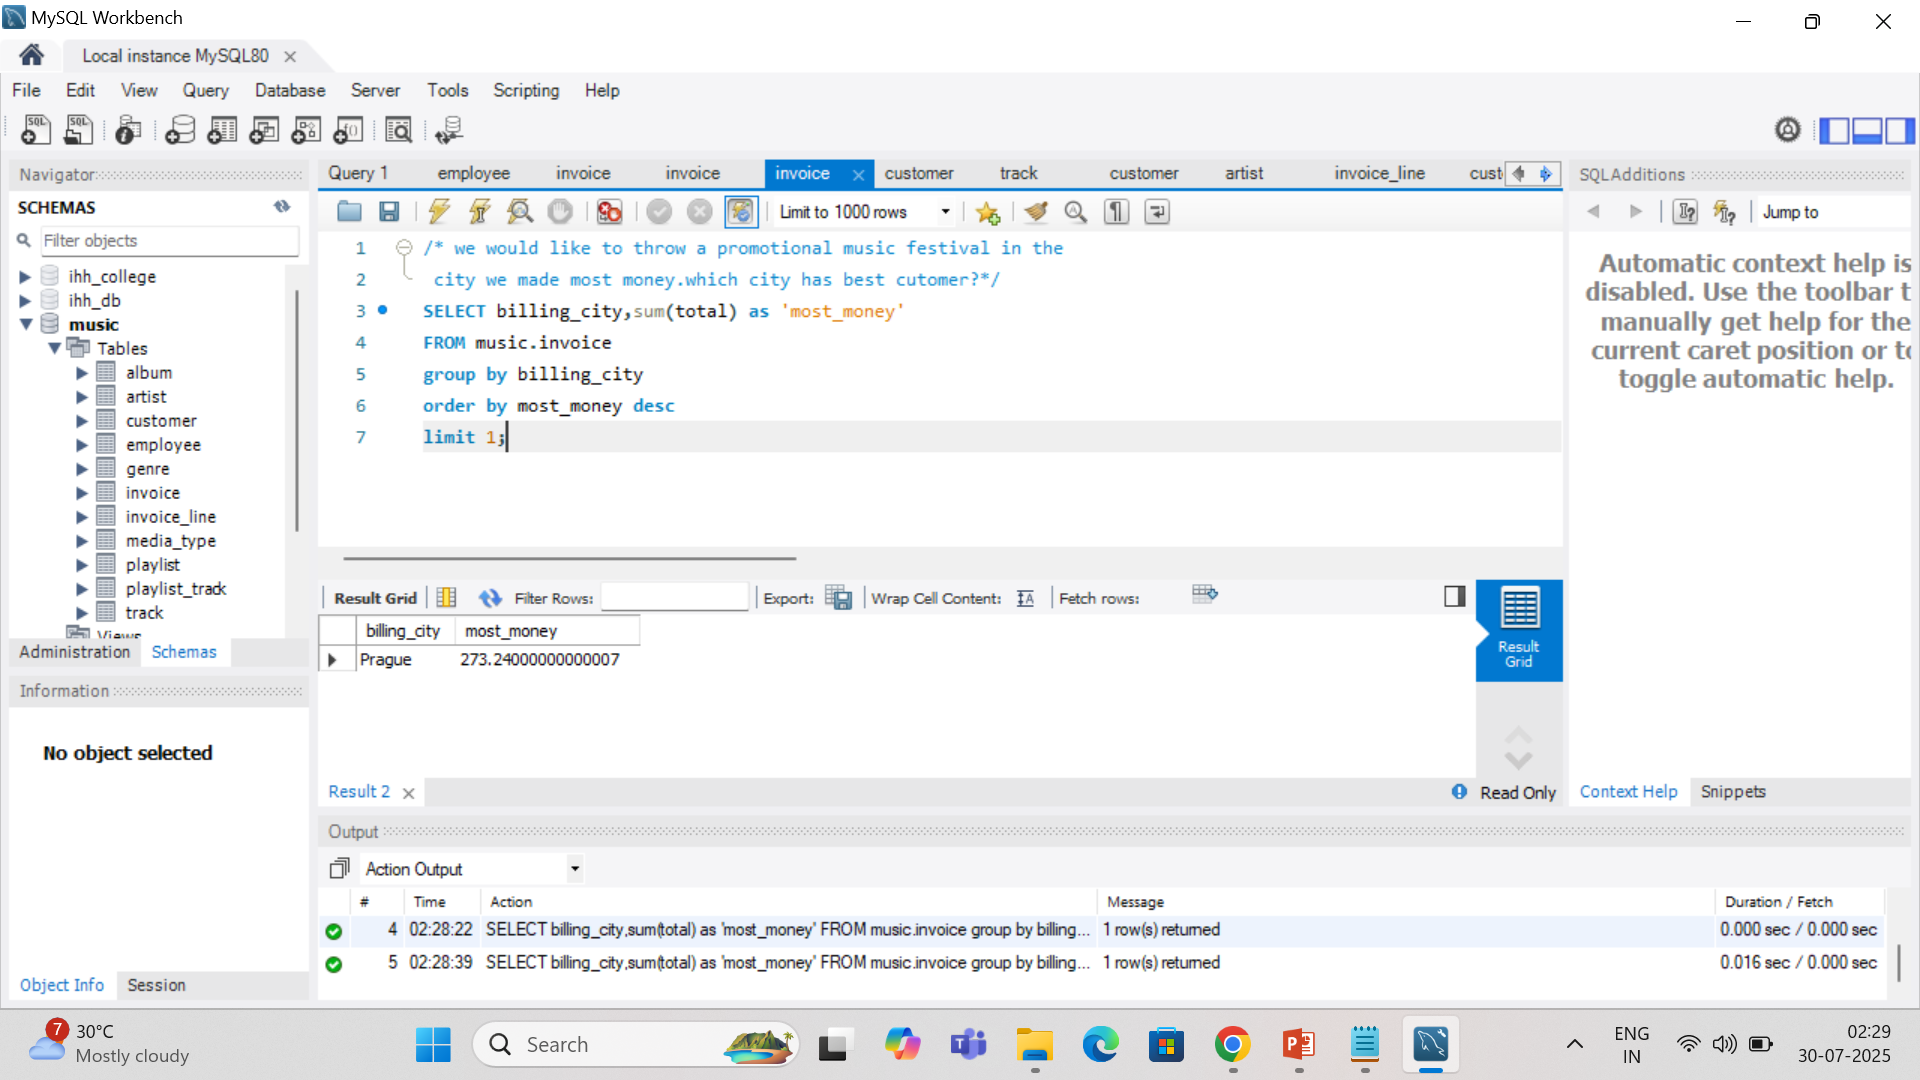 MySQL Workbench
Local instance MySQL80
File Edit View Query Database Server Tools Scripting Help
Navigator
SCHEMAS
Filter objects
ihh_college
ihh_db
music
Tables
album
artist
customer
employee
genre
invoice
invoice_line
media_type
playlist
playlist_track
track
Views
Administration Schemas
Information
No object selected
Object Info Session
Query 1 employee invoice invoice invoice customer track customer artist invoice_line cust
Limit to 1000 rows
1 /* we would like to throw a promotional music festival in the
2 city we made most money.which city has best cutomer?*/
3 SELECT billing_city,sum(total) as 'most_money'
4 FROM music.invoice
5 group by billing_city
6 order by most_money desc
7 limit 1;
Result Grid Filter Rows: Export: Wrap Cell Content: Fetch rows:
billing_city most_money
Prague 273.24000000000007
Result Grid
Result 2
Read Only
SQLAdditions
Jump to
Automatic context help is
disabled. Use the toolbar t
manually get help for the
current caret position or to
toggle automatic help.
Context Help Snippets
Output
Action Output
# Time Action Message Duration / Fetch
4 02:28:22 SELECT billing_city,sum(total) as 'most_money' FROM music.invoice group by billing... 1 row(s) returned 0.000 sec / 0.000 sec
5 02:28:39 SELECT billing_city,sum(total) as 'most_money' FROM music.invoice group by billing... 1 row(s) returned 0.016 sec / 0.000 sec
7
30°C
Mostly cloudy
Search
ENG
IN
02:29
30-07-2025